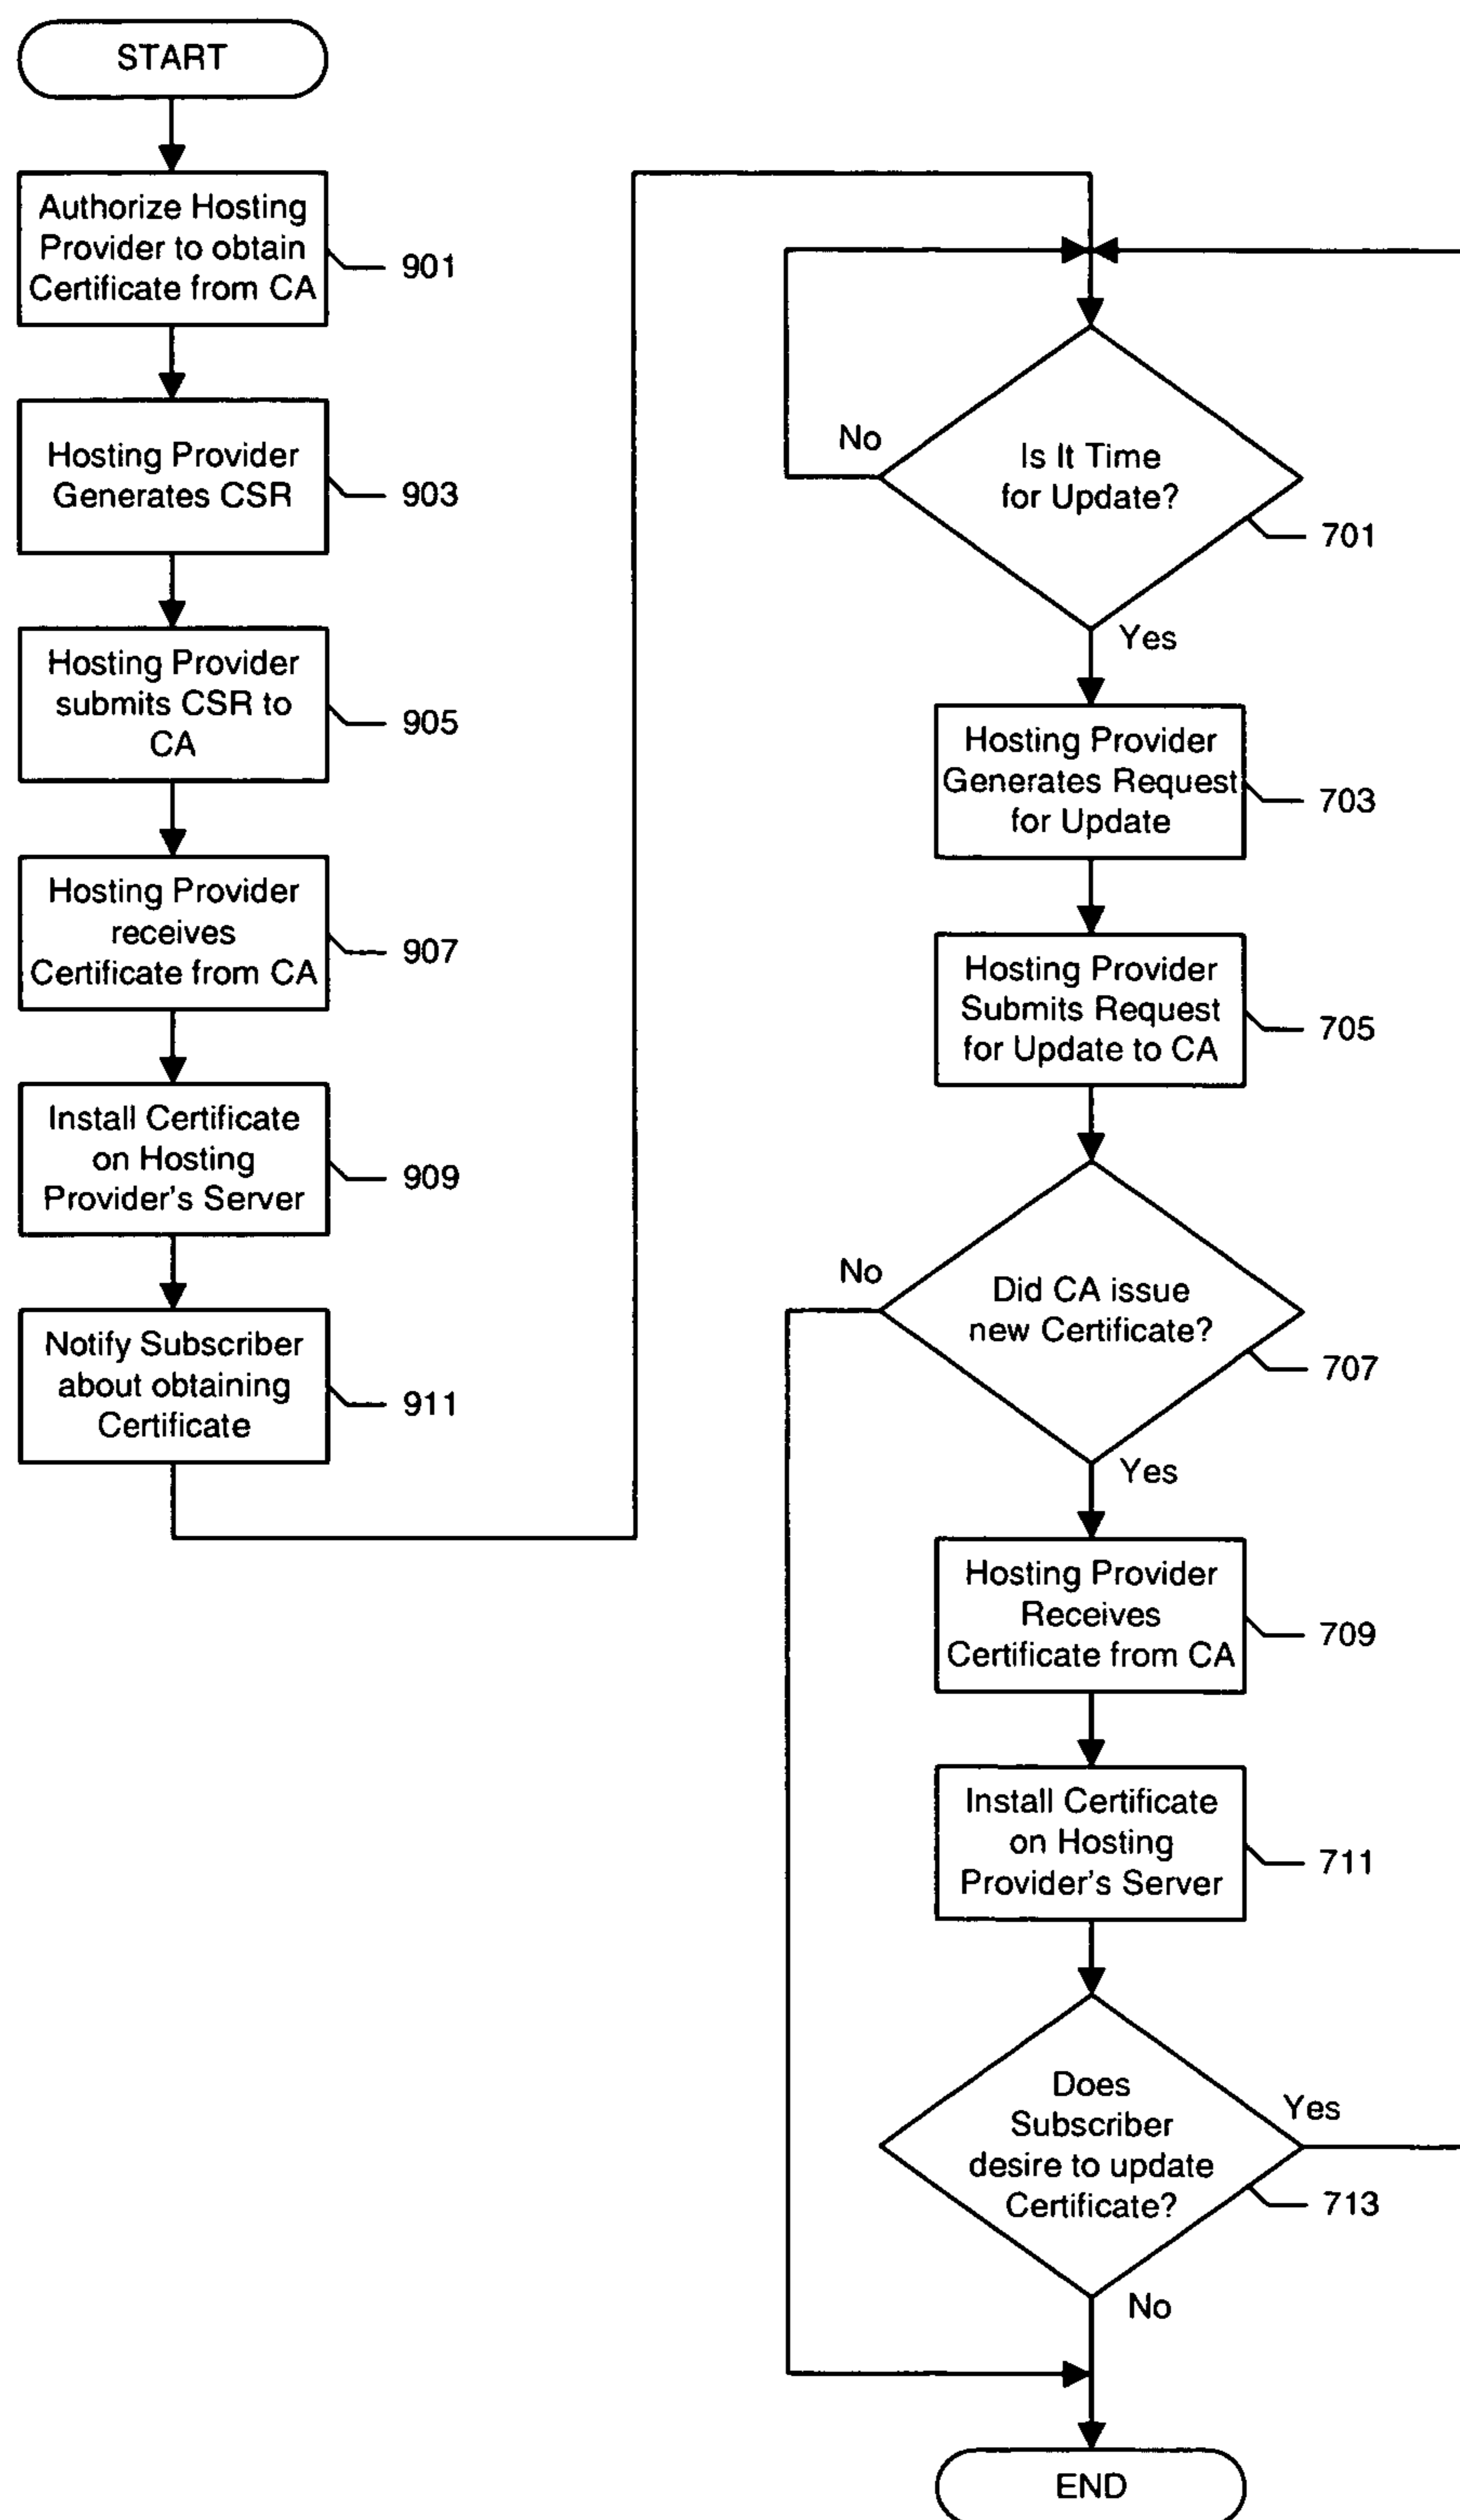 START
Authorize Hosting
Provider to obtain
Certificate from CA
901
Hosting Provider
Generates CSR
903
Hosting Provider
submits CSR to
CA
905
Hosting Provider
receives
Certificate from CA
907
Install Certificate
on Hosting
Provider's Server
909
Notify Subscriber
about obtaining
Certificate
911
No
Is It Time
for Update?
701
Yes
Hosting Provider
Generates Request
for Update
703
Hosting Provider
Submits Request
for Update to CA
705
No
Did CA issue
new Certificate?
707
Yes
Hosting Provider
Receives
Certificate from CA
709
Install Certificate
on Hosting
Provider's Server
711
Does
Subscriber
desire to update
Certificate?
Yes
713
No
END